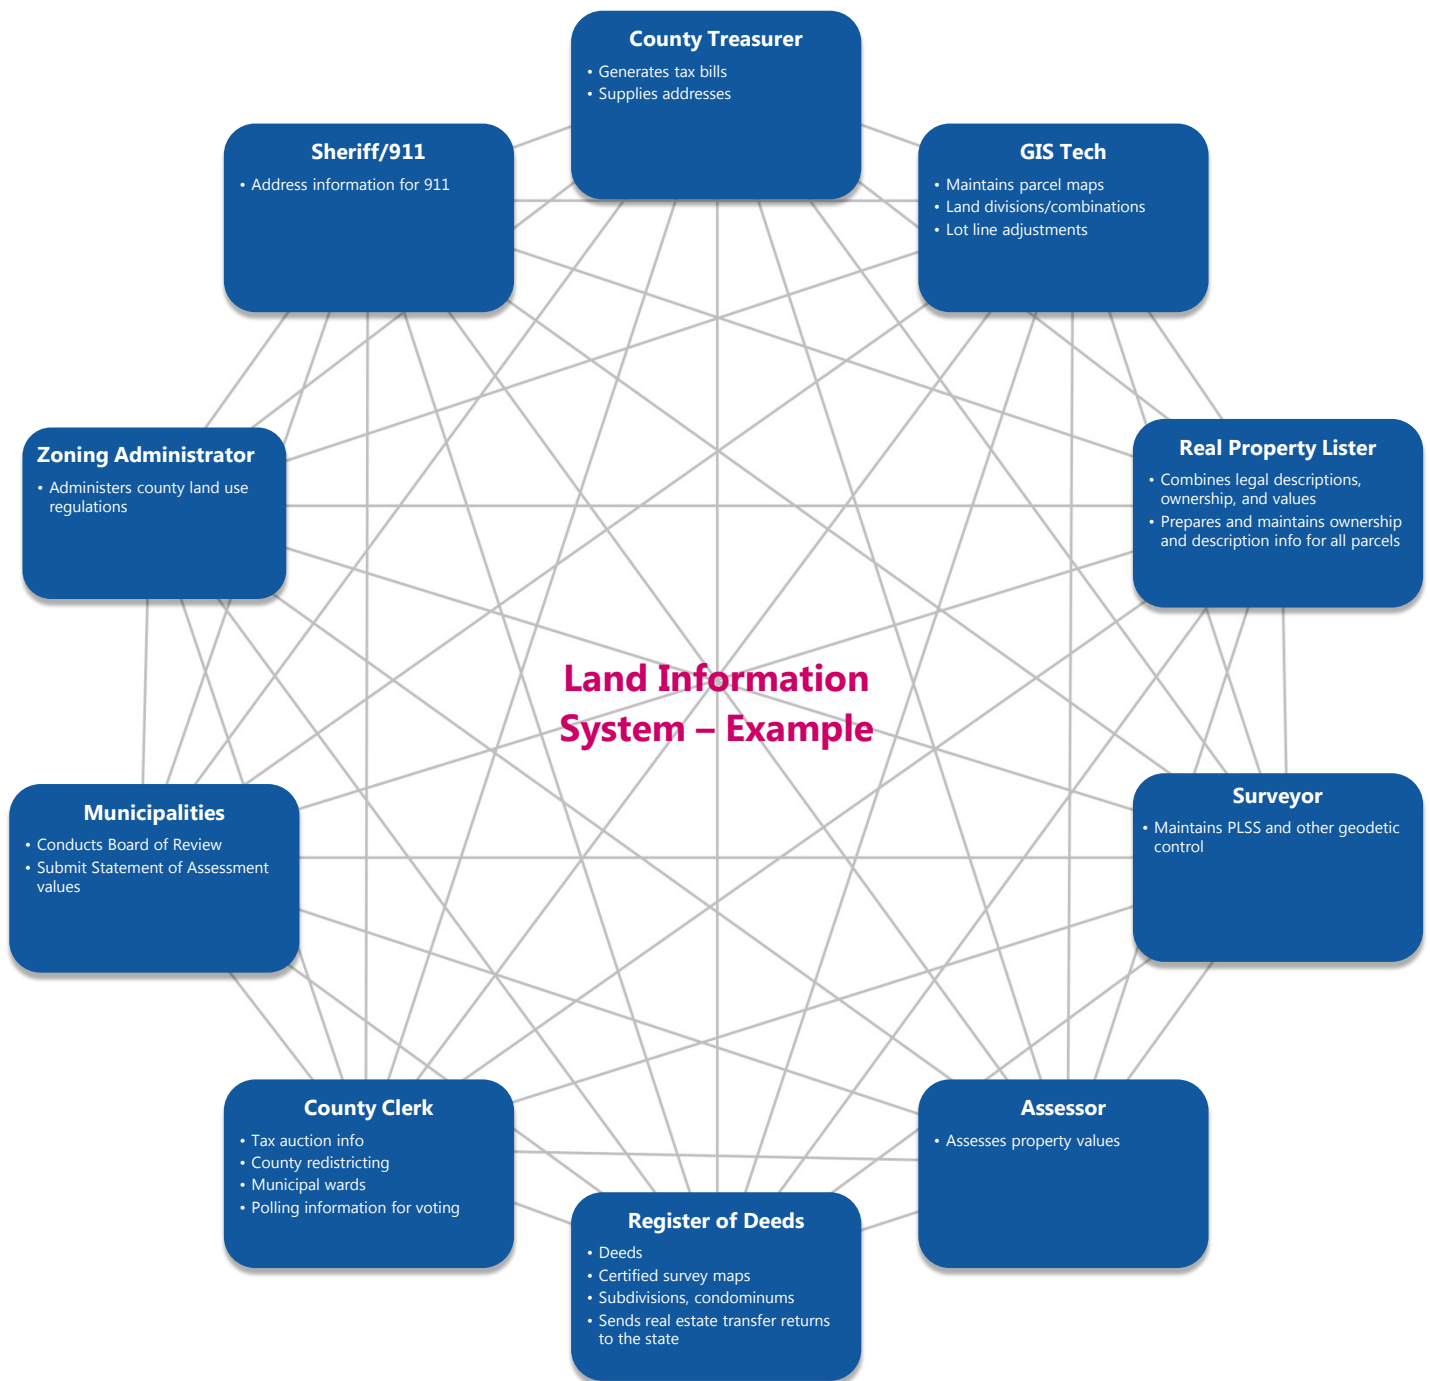 County Treasurer
• Generates tax bills
• Supplies addresses
Sheriff/911
• Address information for 911
GIS Tech
• Maintains parcel maps
• Land divisions/combinations
• Lot line adjustments
Zoning Administrator
• Administers county land use
regulations
Real Property Lister
• Combines legal descriptions,
ownership, and values
• Prepares and maintains ownership
and description info for all parcels
Land Information
System – Example
Municipalities
• Conducts Board of Review
• Submit Statement of Assessment
values
Surveyor
• Maintains PLSS and other geodetic
control
County Clerk
• Tax auction info
• County redistricting
• Municipal wards
• Polling information for voting
Assessor
• Assesses property values
Register of Deeds
• Deeds
• Certified survey maps
• Subdivisions, condominums
• Sends real estate transfer returns
to the state